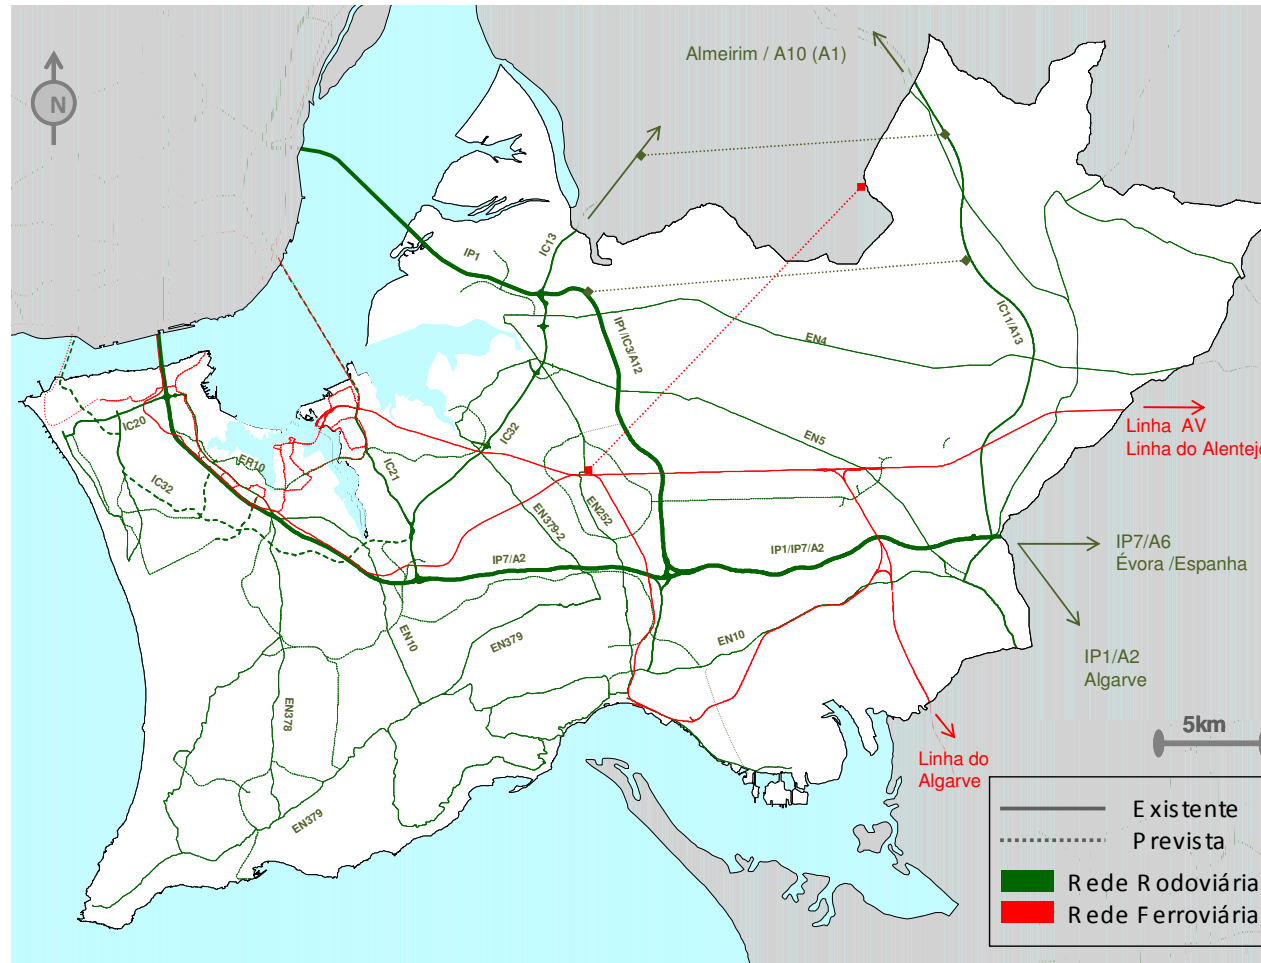 N
Almeirim / A10 (A1)
IC13
IP1
IP1/IC3/A12
IC11/A13
EN4
IC20
IC32
EN5
Linha AV
Linha do Alentejo
ER10
IC21
IC32
EN379-2
EN252
IP7/A2
IP1/IP7/A2
IP7/A6
Évora /Espanha
EN10
EN379
EN10
IP1/A2
Algarve
EN378
5km
Linha do
Algarve
EN379
Existente
Prevista
Rede Rodoviária
Rede Ferroviária